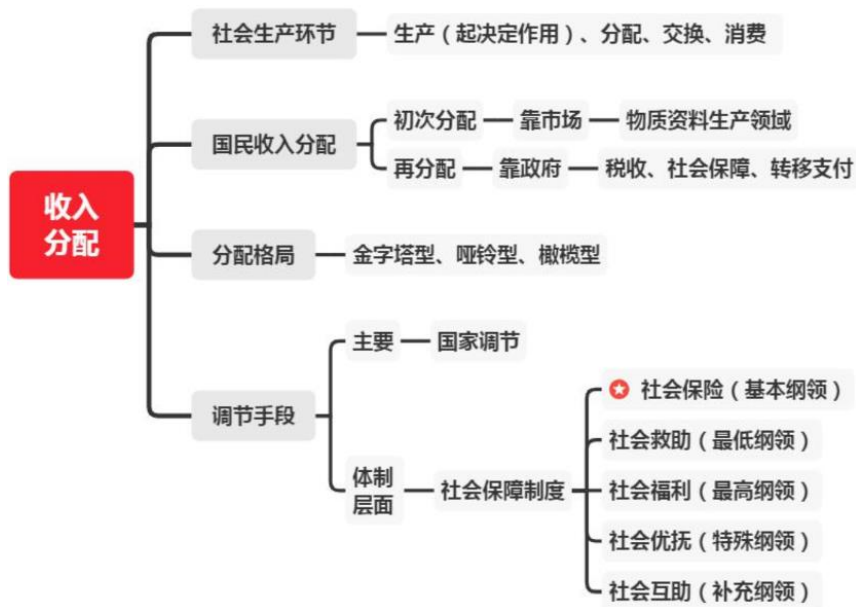 社会生产环节
生产（起决定作用）、分配、交换、消费
国民收入分配
初次分配
靠市场
物质资料生产领域
再分配
靠政府
税收、社会保障、转移支付
收入
分配
分配格局
金字塔型、哑铃型、橄榄型
调节手段
主要
国家调节
体制
层面
社会保障制度
社会保险（基本纲领）
社会救助（最低纲领）
社会福利（最高纲领）
社会优抚（特殊纲领）
社会互助（补充纲领）